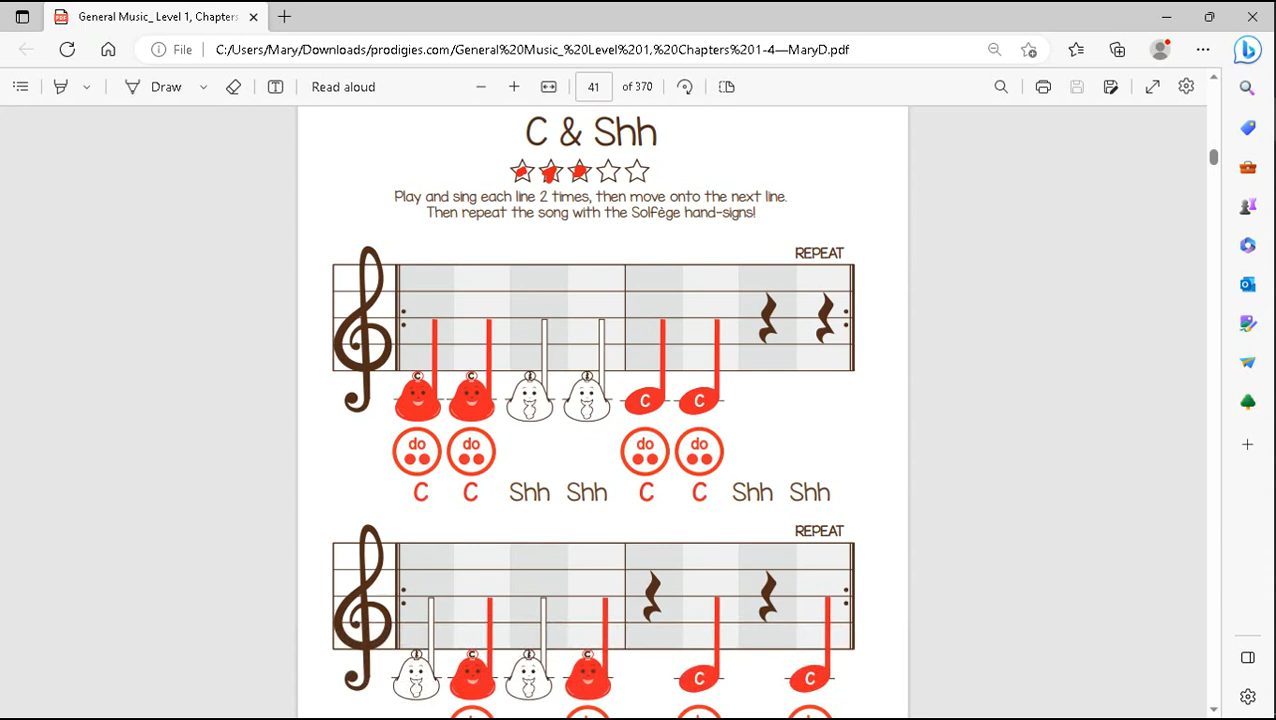 General Music_ Level 1, Chapters
File C:/Users/Mary/Downloads/prodigies.com/General%20Music_%20Level%201,%20Chapters%201-4—MaryD.pdf
Draw Read aloud 41 of 370
C & Shh
Play and sing each line 2 times, then move onto the next line.
Then repeat the song with the Solfège hand-signs!
REPEAT
C C C C
do do do do
C C Shh Shh C C Shh Shh
REPEAT
C C C C